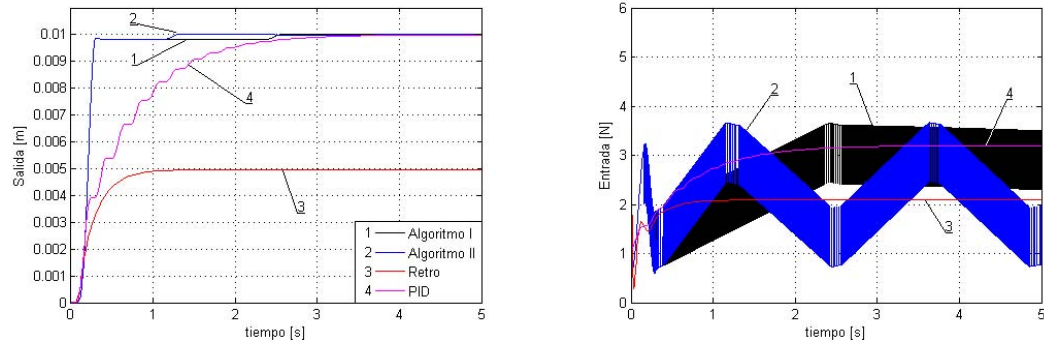 0.01
0.009
0.008
0.007
0.006
0.005
0.004
0.003
0.002
0.001
0
Salida [m]
0 1 2 3 4 5
tiempo [s]
2
1
4
3
1 Algoritmo I
2 Algoritmo II
3 Retro
4 PID
6
5
4
3
2
1
0
Entrada [N]
0 1 2 3 4 5
tiempo [s]
2
1
4
3